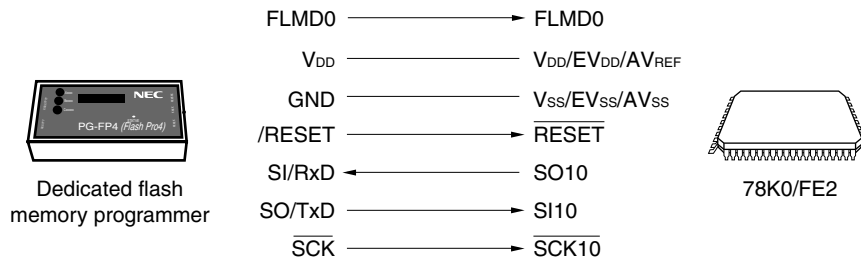 FLMD0 FLMD0
VDD VDD/EVDD/AVREF
GND VSS/EVSS/AVSS
/RESET RESET
SI/RxD SO10
SO/TxD SI10
SCK SCK10
NEC
PG-FP4 (Flash Pro4)
Dedicated flash
memory programmer
78K0/FE2